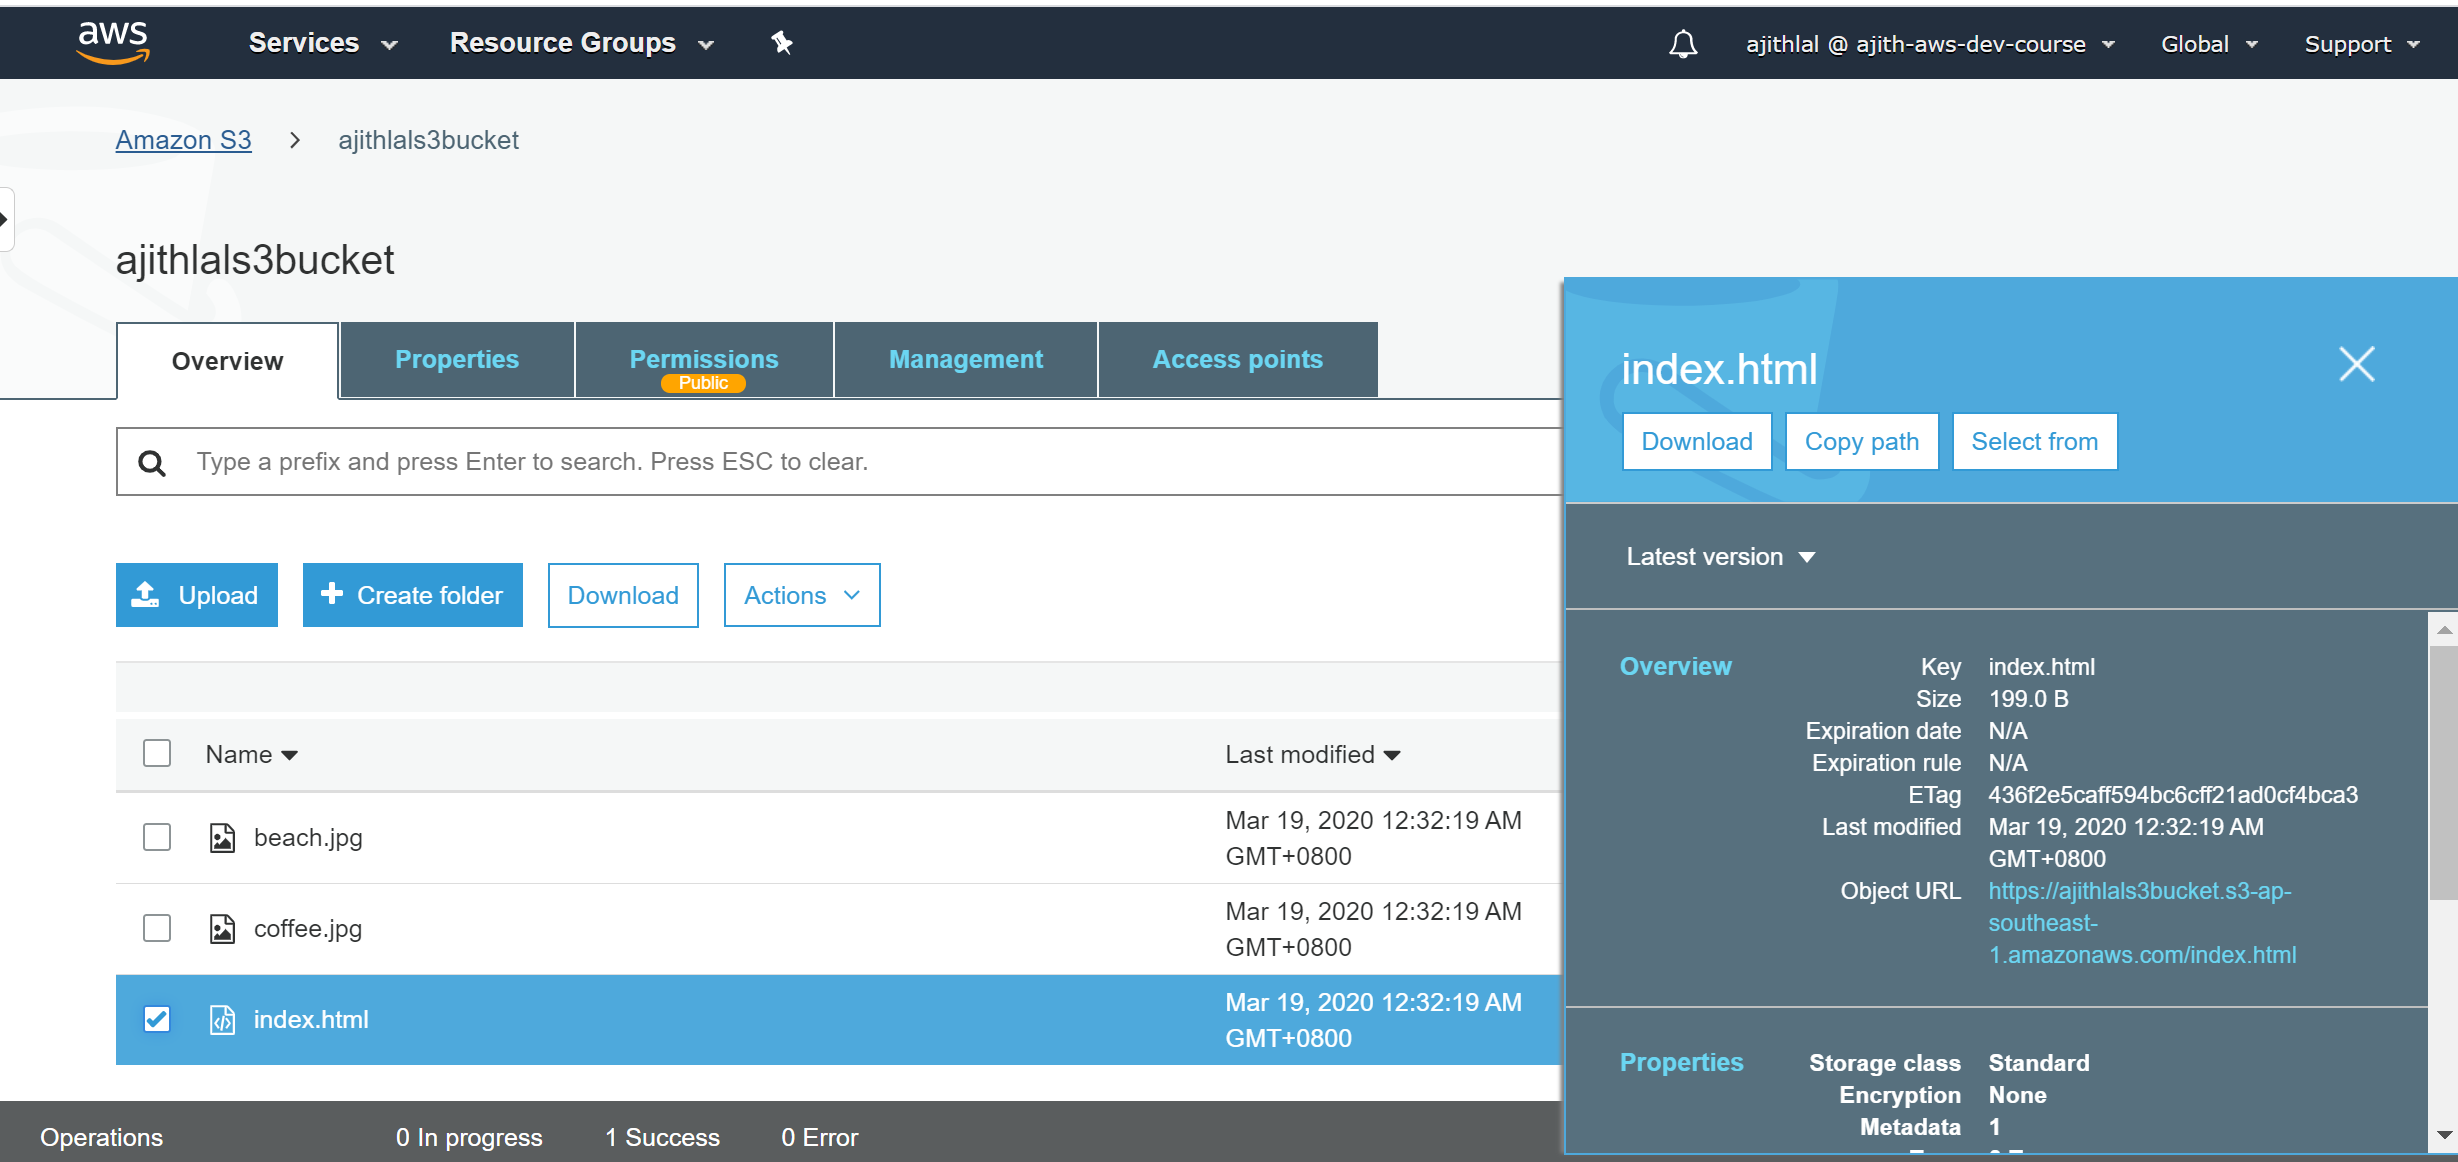 aws
Services
Resource Groups
ajithlal @ ajith-aws-dev-course
Global
Support
Amazon S3
ajithlals3bucket
ajithlals3bucket
Overview
Properties
Permissions
Public
Management
Access points
Type a prefix and press Enter to search. Press ESC to clear.
Upload
Create folder
Download
Actions
Name
Last modified
beach.jpg
Mar 19, 2020 12:32:19 AM
GMT+0800
coffee.jpg
Mar 19, 2020 12:32:19 AM
GMT+0800
index.html
Mar 19, 2020 12:32:19 AM
GMT+0800
Operations
0 In progress
1 Success
0 Error
index.html
Download
Copy path
Select from
Latest version
Overview
Key index.html
Size 199.0 B
Expiration date N/A
Expiration rule N/A
ETag 436f2e5caff594bc6cff21ad0cf4bca3
Last modified Mar 19, 2020 12:32:19 AM
GMT+0800
Object URL https://ajithlals3bucket.s3-ap-
southeast-
1.amazonaws.com/index.html
Properties
Storage class Standard
Encryption None
Metadata 1